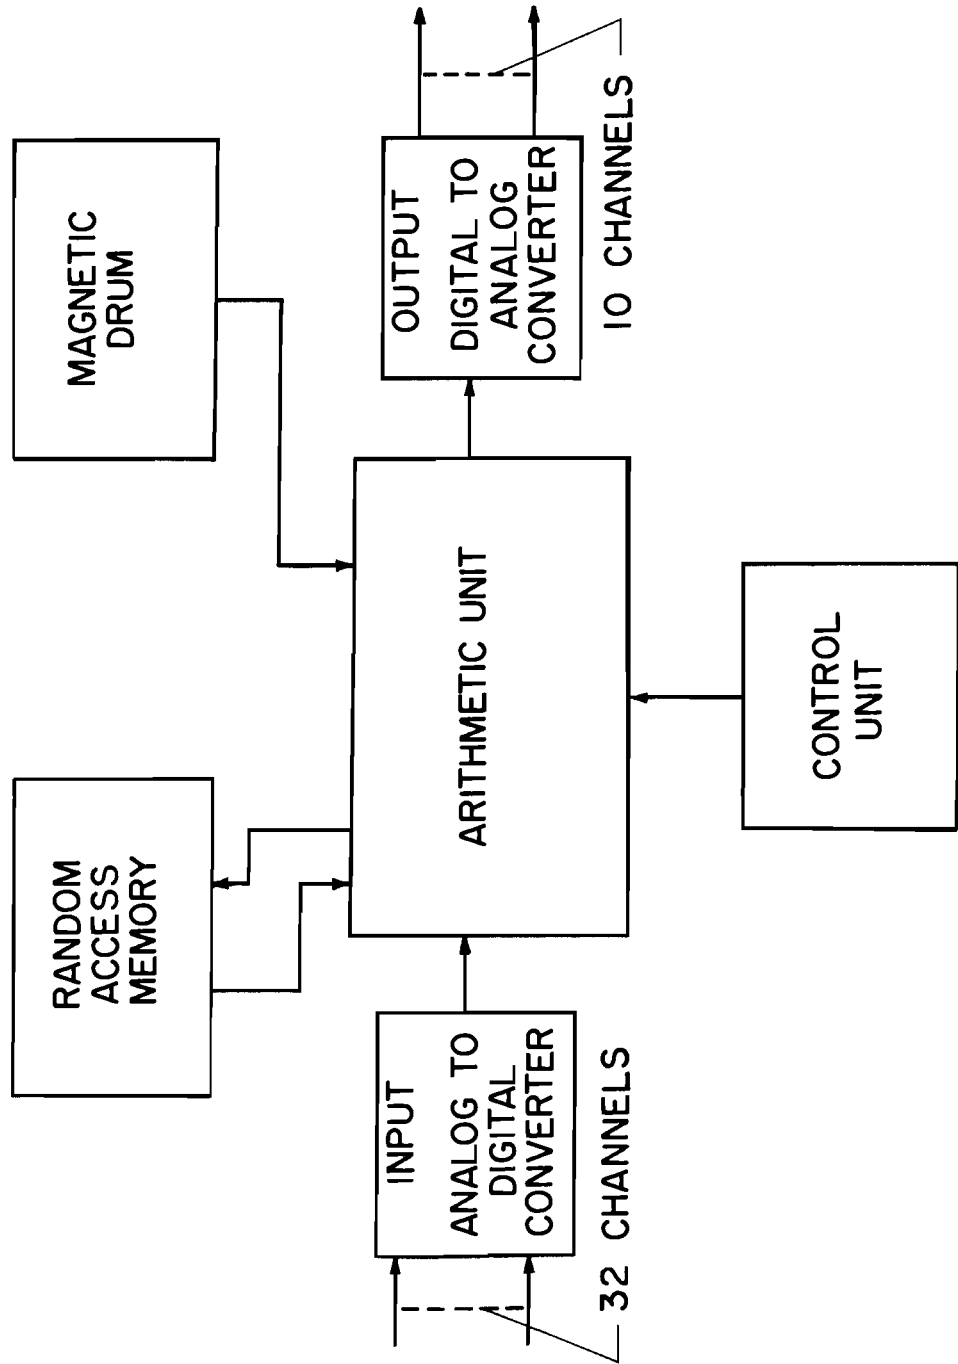 RANDOM
ACCESS
MEMORY
MAGNETIC
DRUM
INPUT
ANALOG TO
DIGITAL
CONVERTER
32 CHANNELS
ARITHMETIC UNIT
OUTPUT
DIGITAL TO
ANALOG
CONVERTER
10 CHANNELS
CONTROL
UNIT